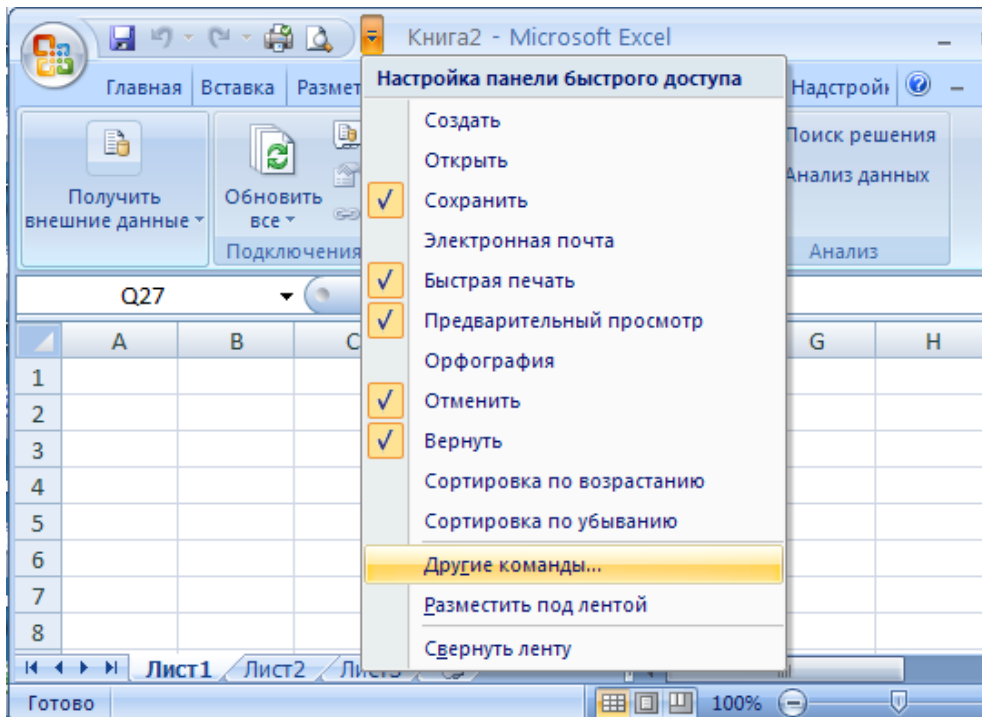 Книга2 - Microsoft Excel
Главная Вставка Размет Надстрой
Настройка панели быстрого доступа
Создать
Открыть
Сохранить
Электронная почта
Быстрая печать
Предварительный просмотр
Орфография
Отменить
Вернуть
Сортировка по возрастанию
Сортировка по убыванию
Другие команды...
Разместить под лентой
Свернуть ленту
Получить
внешние данные
Обновить
все
Подключения
Поиск решения
Анализ данных
Анализ
Q27
A B C G H
1
2
3
4
5
6
7
8
Лист1 Лист2
Готово 100%